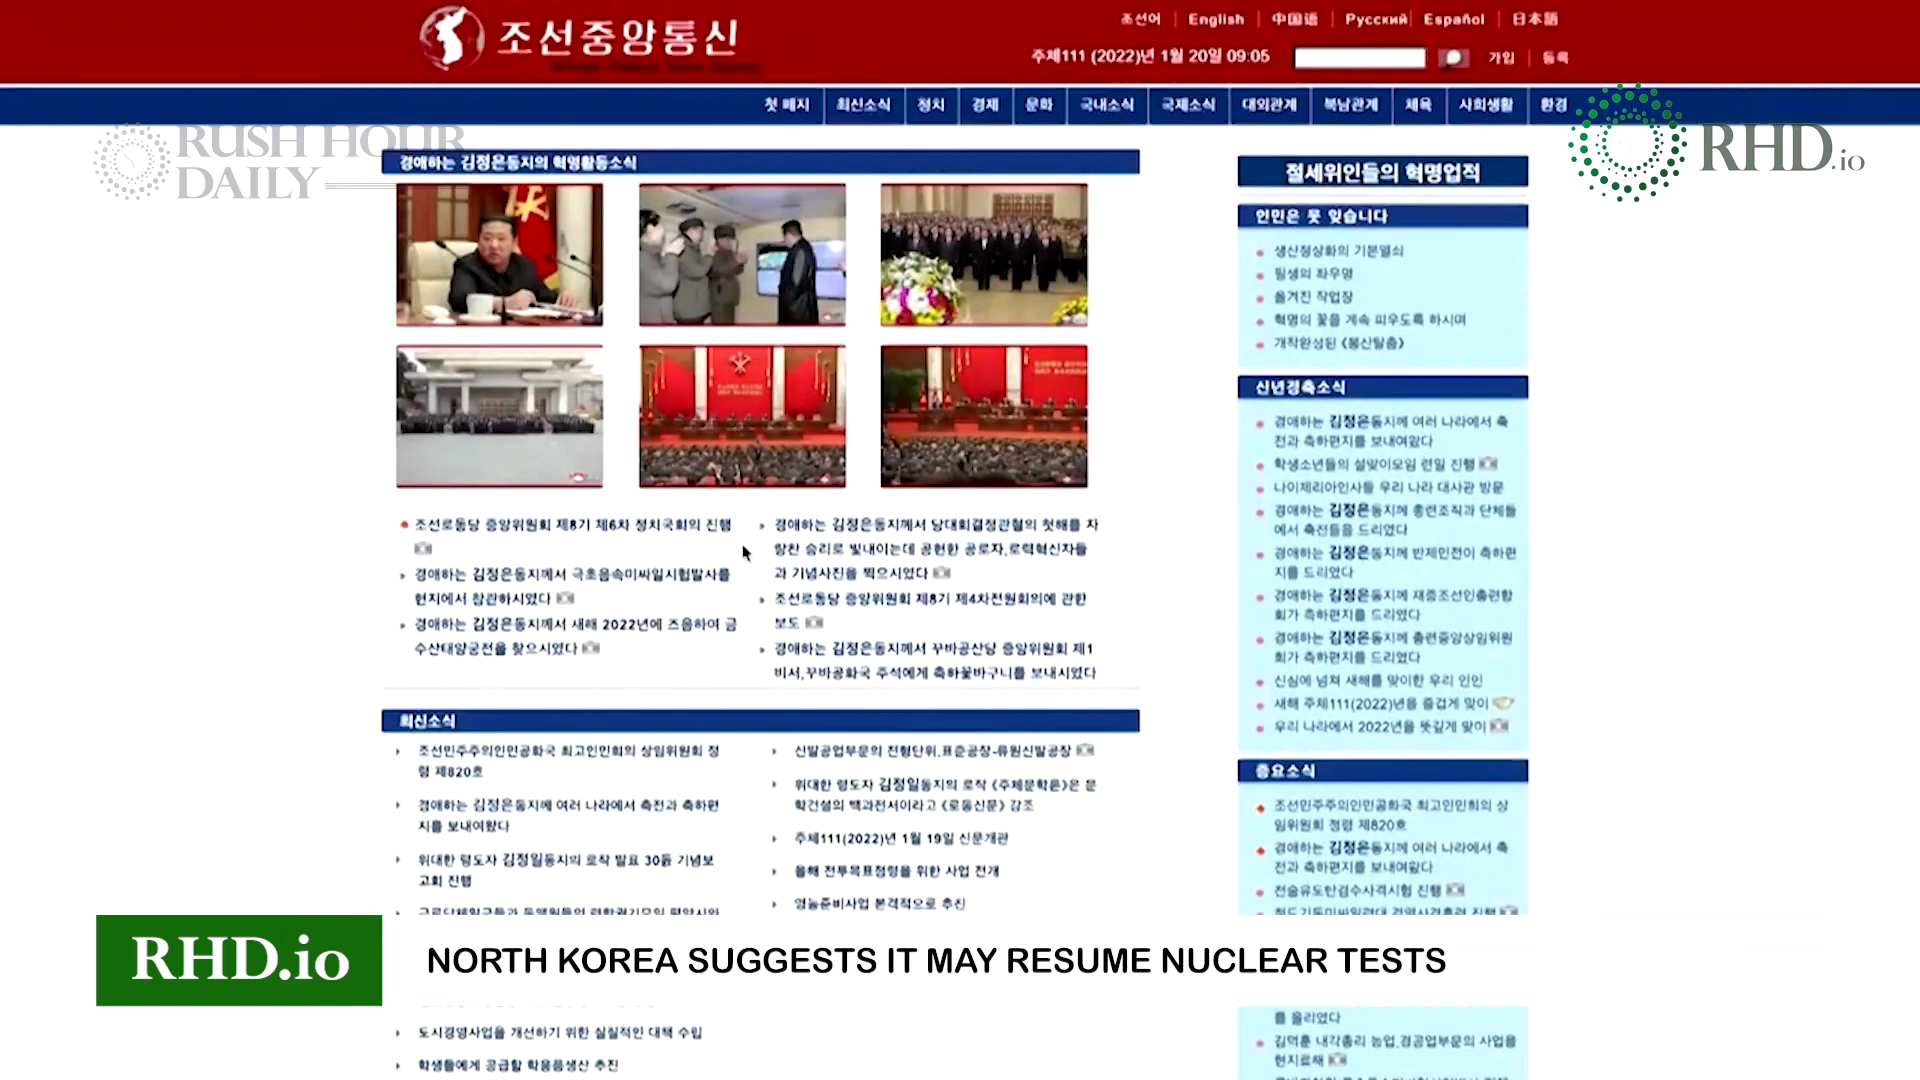 조선중앙통신
조선어 | English | 中国语 | Русский | Español | 日本語
주체111 (2022)년 1월 20일 09:05
가입 | 등록
첫 페지 최신소식 정치 경제 문화 국내소식 국제소식 대외관계 북남관계 체육 사회생활 환경
RUSH HOUR
DAILY
RHD.io
경애하는 김정은동지의 혁명활동소식
조선로동당 중앙위원회 제8기 제6차 정치국회의 진행
경애하는 김정은동지께서 극초음속미싸일시험발사를
현지에서 참관하시였다
경애하는 김정은동지께서 새해 2022년에 즈음하여 금
수산태양궁전을 찾으시였다
경애하는 김정은동지께서 당대회결정관철의 첫해를 자
랑찬 승리로 빛내이는데 공헌한 공로자,로력혁신자들
과 기념사진을 찍으시였다
조선로동당 중앙위원회 제8기 제4차전원회의에 관한
보도
경애하는 김정은동지께서 꾸바공산당 중앙위원회 제1
비서,꾸바공화국 주석에게 축하꽃바구니를 보내시였다
최신소식
조선민주주의인민공화국 최고인민회의 상임위원회 정
령 제820호
경애하는 김정은동지께 여러 나라에서 축전과 축하편
지를 보내여왔다
위대한 령도자 김정일동지의 로작 발표 30돐 기념보
고회 진행
신발공업부문의 전형단위,표준공장-류원신발공장
위대한 령도자 김정일동지의 로작 《주체문학론》은 문
학건설의 백과전서이라고 《로동신문》 강조
주체111(2022)년 1월 19일 신문개관
올해 전투목표점령을 위한 사업 전개
영농준비사업 본격적으로 추진
도시경영사업을 개선하기 위한 실질적인 대책 수립
학생들에게 공급할 학용품생산 추진
절세위인들의 혁명업적
인민은 못 잊습니다
생산정상화의 기본열쇠
필생의 좌우명
옮겨진 작업장
혁명의 꽃을 계속 피우도록 하시며
개작완성된 《봉산탈춤》
신년경축소식
경애하는 김정은동지께 여러 나라에서 축
전과 축하편지를 보내여왔다
학생소년들의 설맞이모임 련일 진행
나이제리아인사들 우리 나라 대사관 방문
경애하는 김정은동지께 총련조직과 단체들
에서 축전들을 드리였다
경애하는 김정은동지께 반제민전이 축하편
지를 드리였다
경애하는 김정은동지께 재중조선인총련합
회가 축하편지를 드리였다
경애하는 김정은동지께 총련중앙상임위원
회가 축하편지를 드리였다
신심에 넘쳐 새해를 맞이한 우리 인민
새해 주체111(2022)년을 즐겁게 맞이
우리 나라에서 2022년을 뜻깊게 맞이
중요소식
조선민주주의인민공화국 최고인민회의 상
임위원회 정령 제820호
경애하는 김정은동지께 여러 나라에서 축
전과 축하편지를 보내여왔다
전술유도탄검수사격시험 진행
를 올리였다
김덕훈 내각총리 농업,경공업부문의 사업을
현지료해
RHD.io
NORTH KOREA SUGGESTS IT MAY RESUME NUCLEAR TESTS